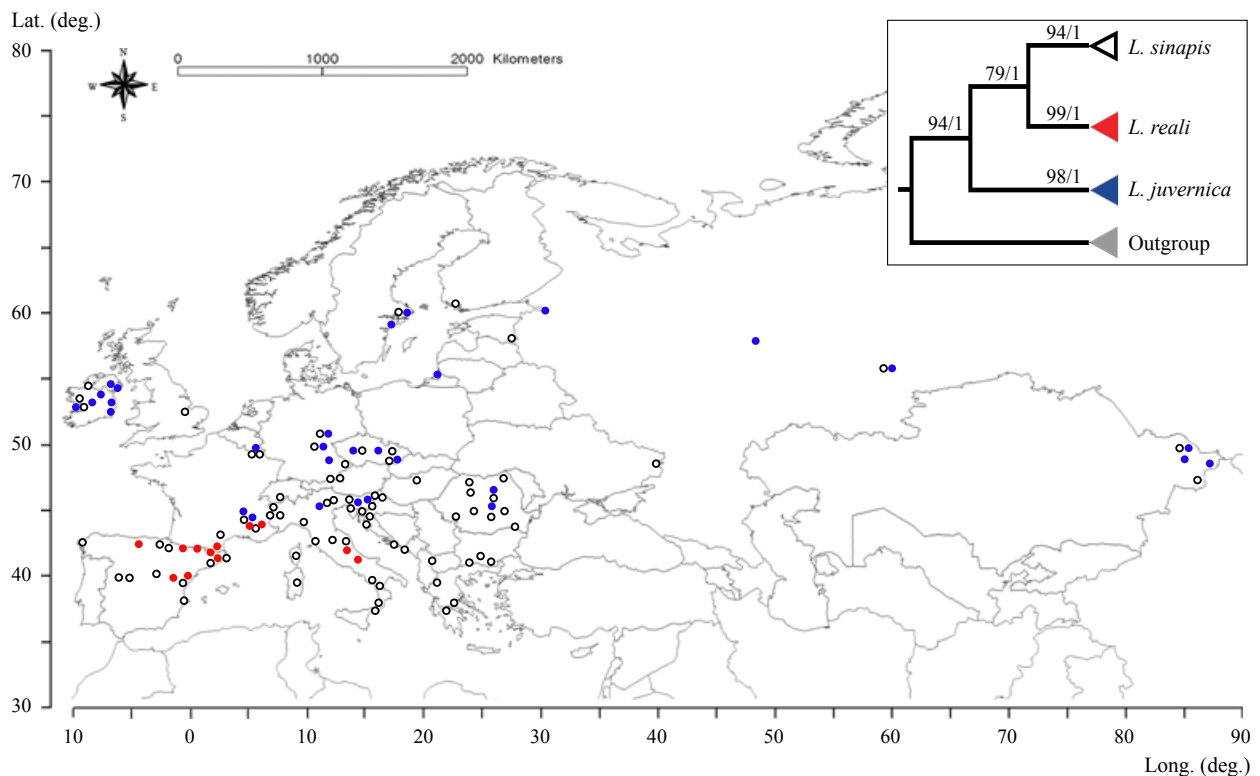 Lat. (deg.)
80
70
60
50
40
30
N
W E
S
0 1000 2000 Kilometers
94/1 L. sinapis
79/1
99/1 L. reali
94/1
98/1 L. juvernica
Outgroup
10 0 10 20 30 40 50 60 70 80 90
Long. (deg.)